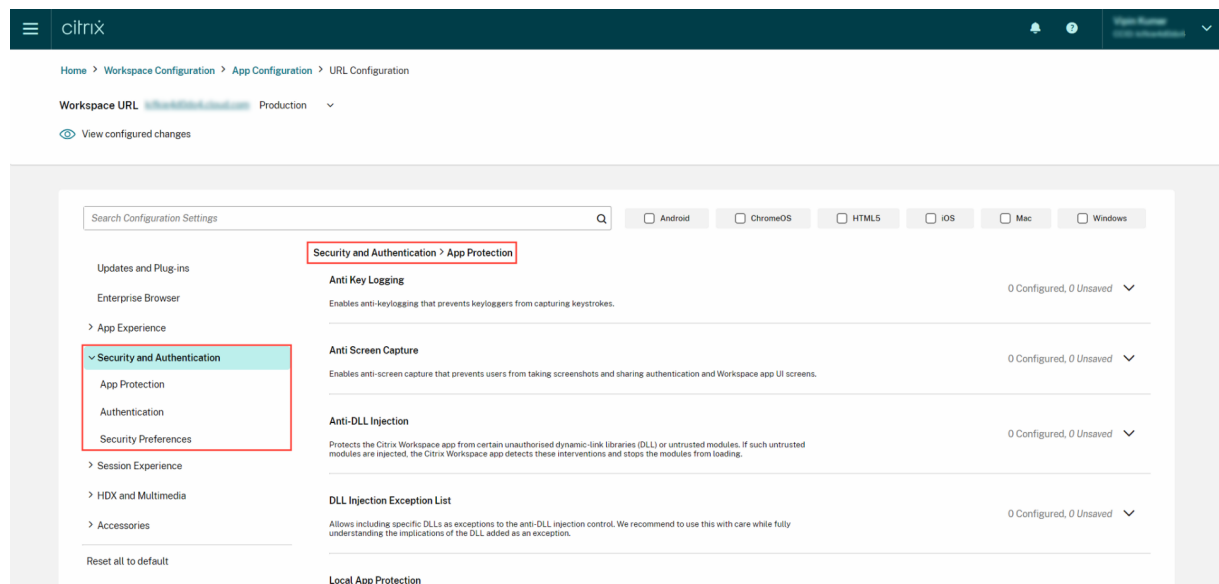 citrix
Home > Workspace Configuration > App Configuration > URL Configuration
Workspace URL Production
View configured changes
Search Configuration Settings
Android
ChromeOS
HTML5
iOS
Mac
Windows
Updates and Plug-ins
Enterprise Browser
App Experience
Security and Authentication
App Protection
Authentication
Security Preferences
Session Experience
HDX and Multimedia
Accessories
Reset all to default
Security and Authentication > App Protection
Anti Key Logging
Enables anti-keylogging that prevents keyloggers from capturing keystrokes.
0 Configured, 0 Unsaved
Anti Screen Capture
Enables anti-screen capture that prevents users from taking screenshots and sharing authentication and Workspace app UI screens.
0 Configured, 0 Unsaved
Anti-DLL Injection
Protects the Citrix Workspace app from certain unauthorised dynamic-link libraries (DLL) or untrusted modules. If such untrusted
modules are injected, the Citrix Workspace app detects these interventions and stops the modules from loading.
0 Configured, 0 Unsaved
DLL Injection Exception List
Allows including specific DLLs as exceptions to the anti-DLL injection control. We recommend to use this with care while fully
understanding the implications of the DLL added as an exception.
0 Configured, 0 Unsaved
Local App Protection